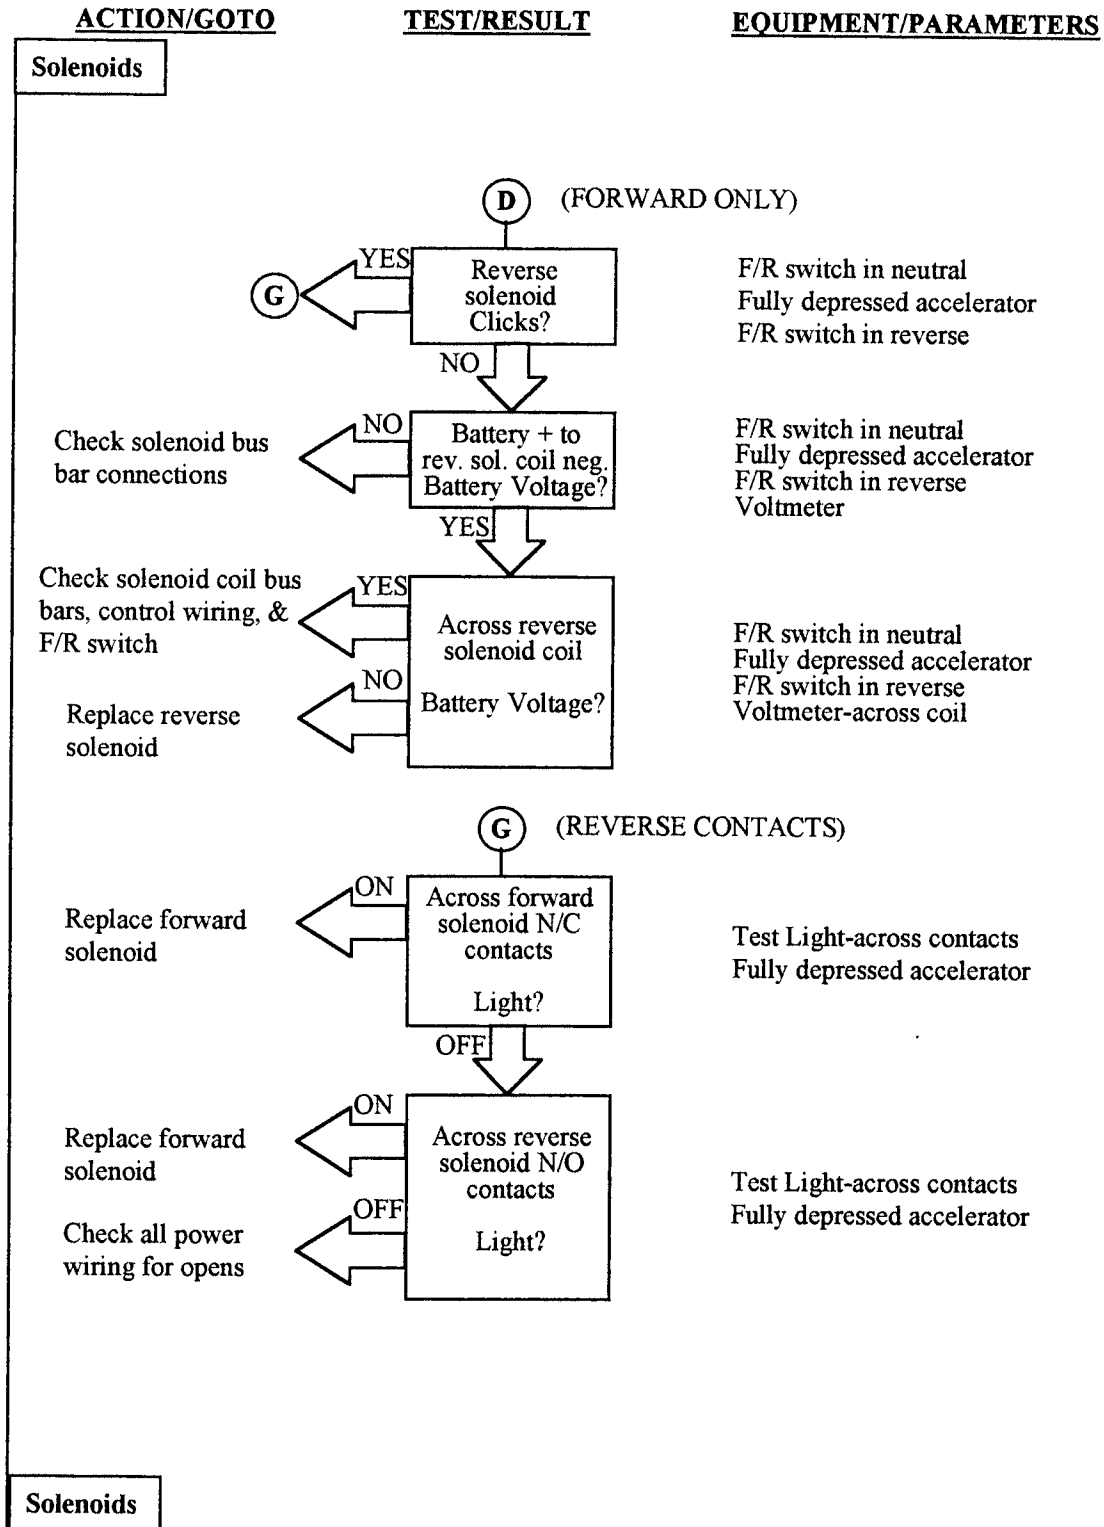 ACTION/GOTO TEST/RESULT EQUIPMENT/PARAMETERS
Solenoids
D (FORWARD ONLY)
YES
Reverse
solenoid
Clicks?
G
F/R switch in neutral
Fully depressed accelerator
F/R switch in reverse
NO
Check solenoid bus
bar connections
NO
Battery + to
rev. sol. coil neg.
Battery Voltage?
F/R switch in neutral
Fully depressed accelerator
F/R switch in reverse
Voltmeter
YES
Check solenoid coil bus
bars, control wiring, &
F/R switch
YES
Across reverse
solenoid coil
Battery Voltage?
F/R switch in neutral
Fully depressed accelerator
F/R switch in reverse
Voltmeter-across coil
NO
Replace reverse
solenoid
G (REVERSE CONTACTS)
ON
Replace forward
solenoid
Across forward
solenoid N/C
contacts
Light?
Test Light-across contacts
Fully depressed accelerator
OFF
ON
Replace forward
solenoid
Across reverse
solenoid N/O
contacts
Light?
Test Light-across contacts
Fully depressed accelerator
OFF
Check all power
wiring for opens
Solenoids